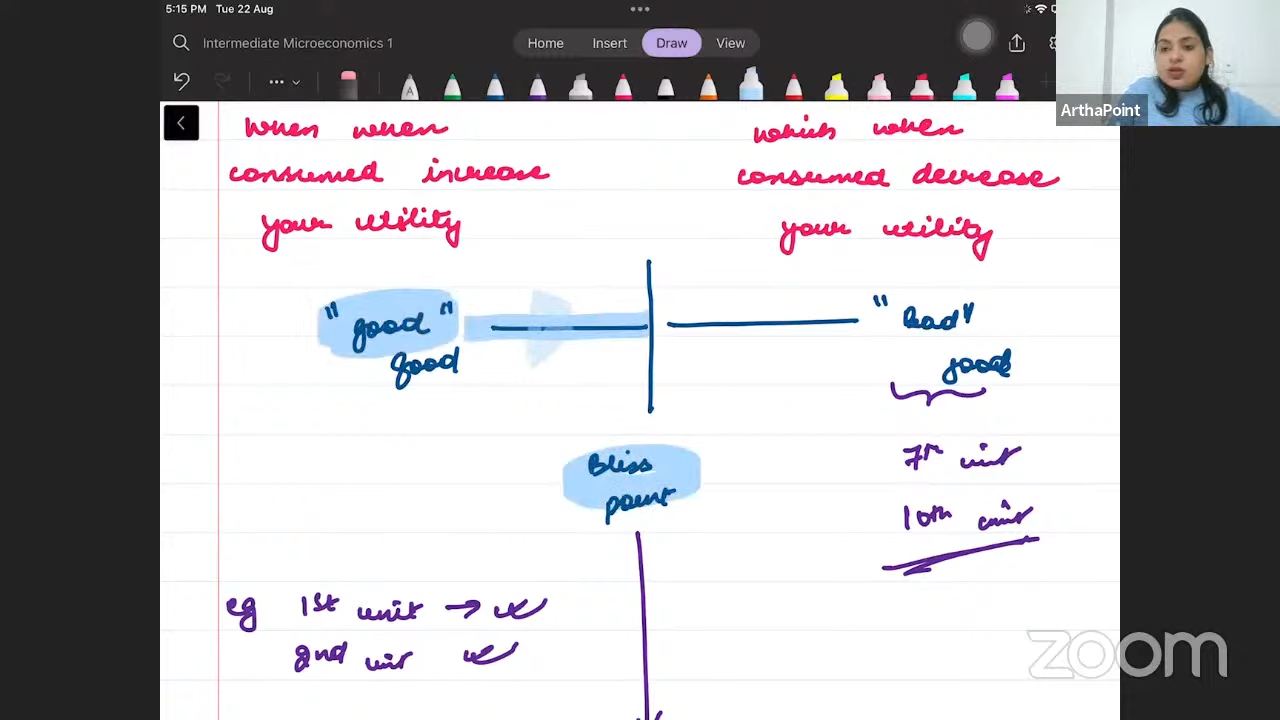 5:15 PM Tue 22 Aug
Intermediate Microeconomics 1
Home Insert Draw View
ArthaPoint
When when
consumed increase
your utility
which when
consumed decrease
your utility
"good"
good
"Bad"
good
Bliss
point
7th unit
10th unit
eg 1st unit →
2nd unit
zoom